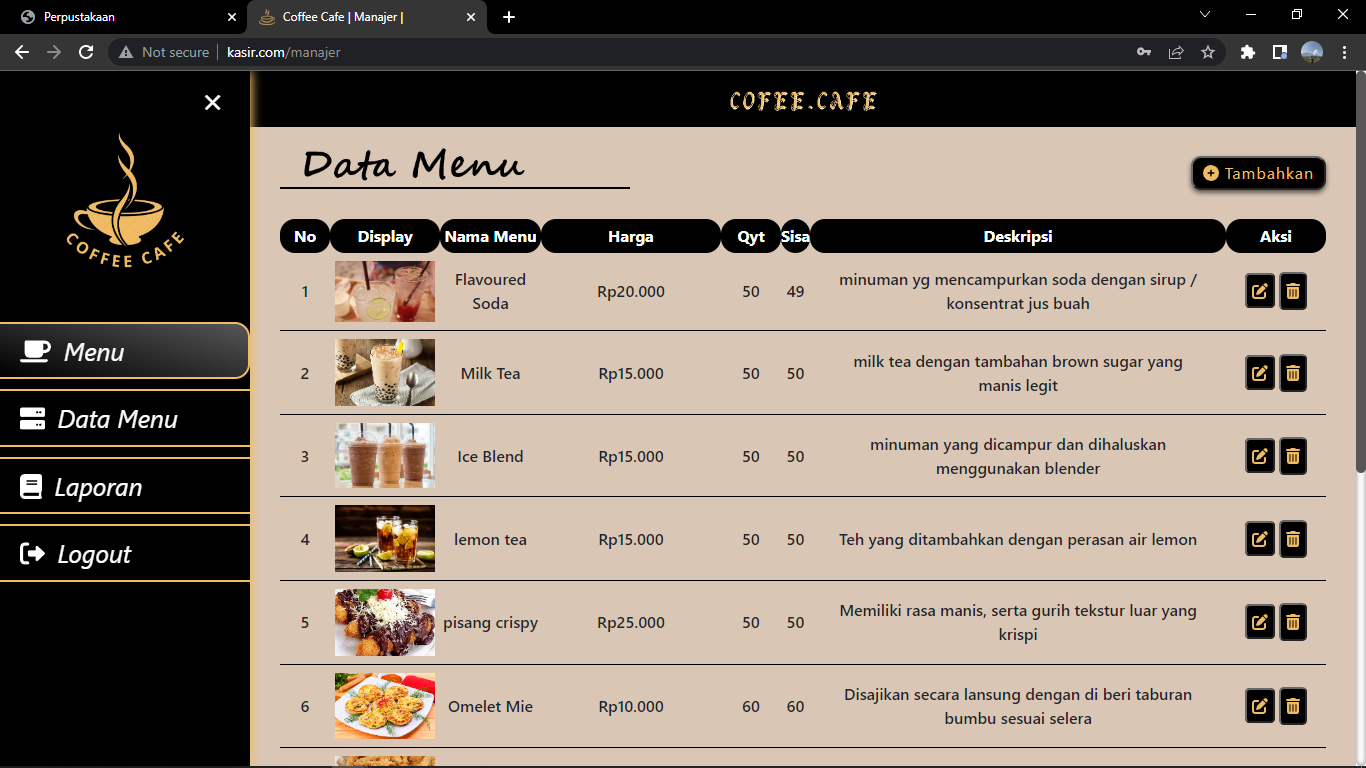 Perpustakaan
Coffee Cafe | Manajer |
Not secure
kasir.com/manajer
COFFEE CAFE
Menu
Data Menu
Laporan
Logout
COFEE.CAFE
Data Menu
Tambahkan
No Display Nama Menu Harga Qyt Sisa Deskripsi Aksi
1 Flavoured Soda Rp20.000 50 49 minuman yg mencampurkan soda dengan sirup /
konsentrat jus buah
2 Milk Tea Rp15.000 50 50 milk tea dengan tambahan brown sugar yang
manis legit
3 Ice Blend Rp15.000 50 50 minuman yang dicampur dan dihaluskan
menggunakan blender
4 lemon tea Rp15.000 50 50 Teh yang ditambahkan dengan perasan air lemon
5 pisang crispy Rp25.000 50 50 Memiliki rasa manis, serta gurih tekstur luar yang
krispi
6 Omelet Mie Rp10.000 60 60 Disajikan secara lansung dengan di beri taburan
bumbu sesuai selera